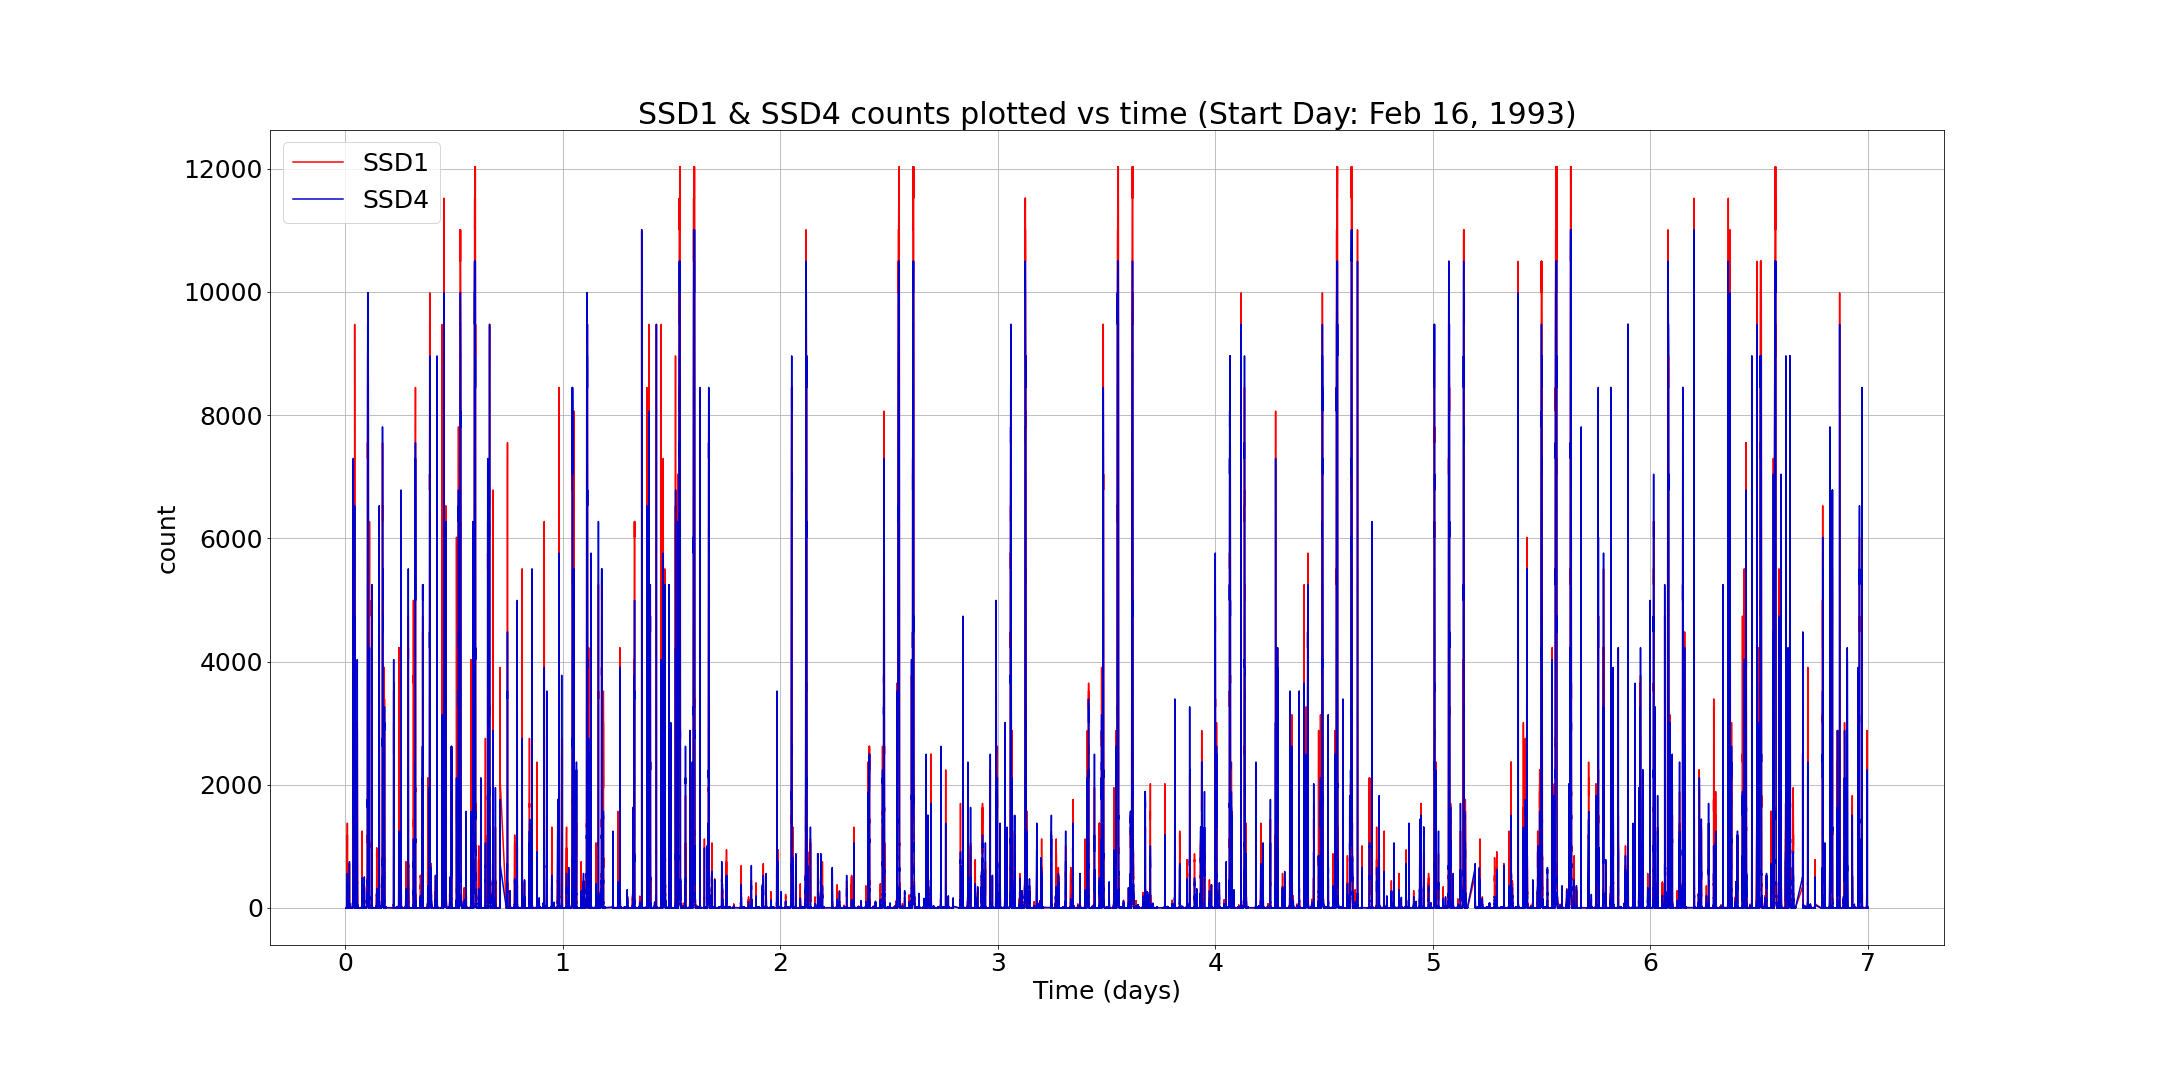 SSD1 & SSD4 counts plotted vs time (Start Day: Feb 16, 1993)
SSD1
SSD4
12000
10000
8000
6000
4000
2000
0
count
0 1 2 3 4 5 6 7
Time (days)